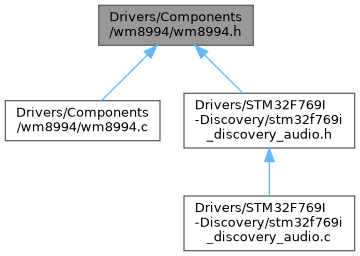 Drivers/Components
/wm8994/wm8994.h
Drivers/Components
/wm8994/wm8994.c
Drivers/STM32F769I
-Discovery/stm32f769i
_discovery_audio.h
Drivers/STM32F769I
-Discovery/stm32f769i
_discovery_audio.c